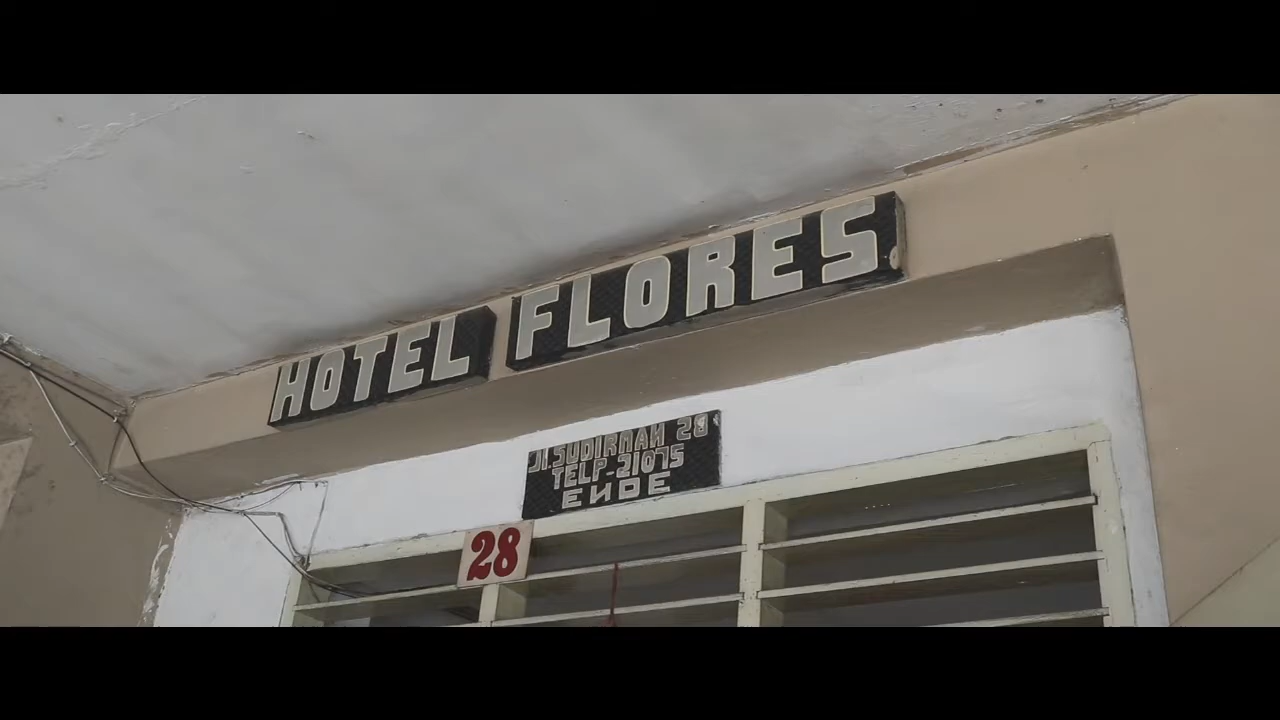 HOTEL FLORES
Jl. SUDIRMAN 28
TELP-21075
ENDE
28